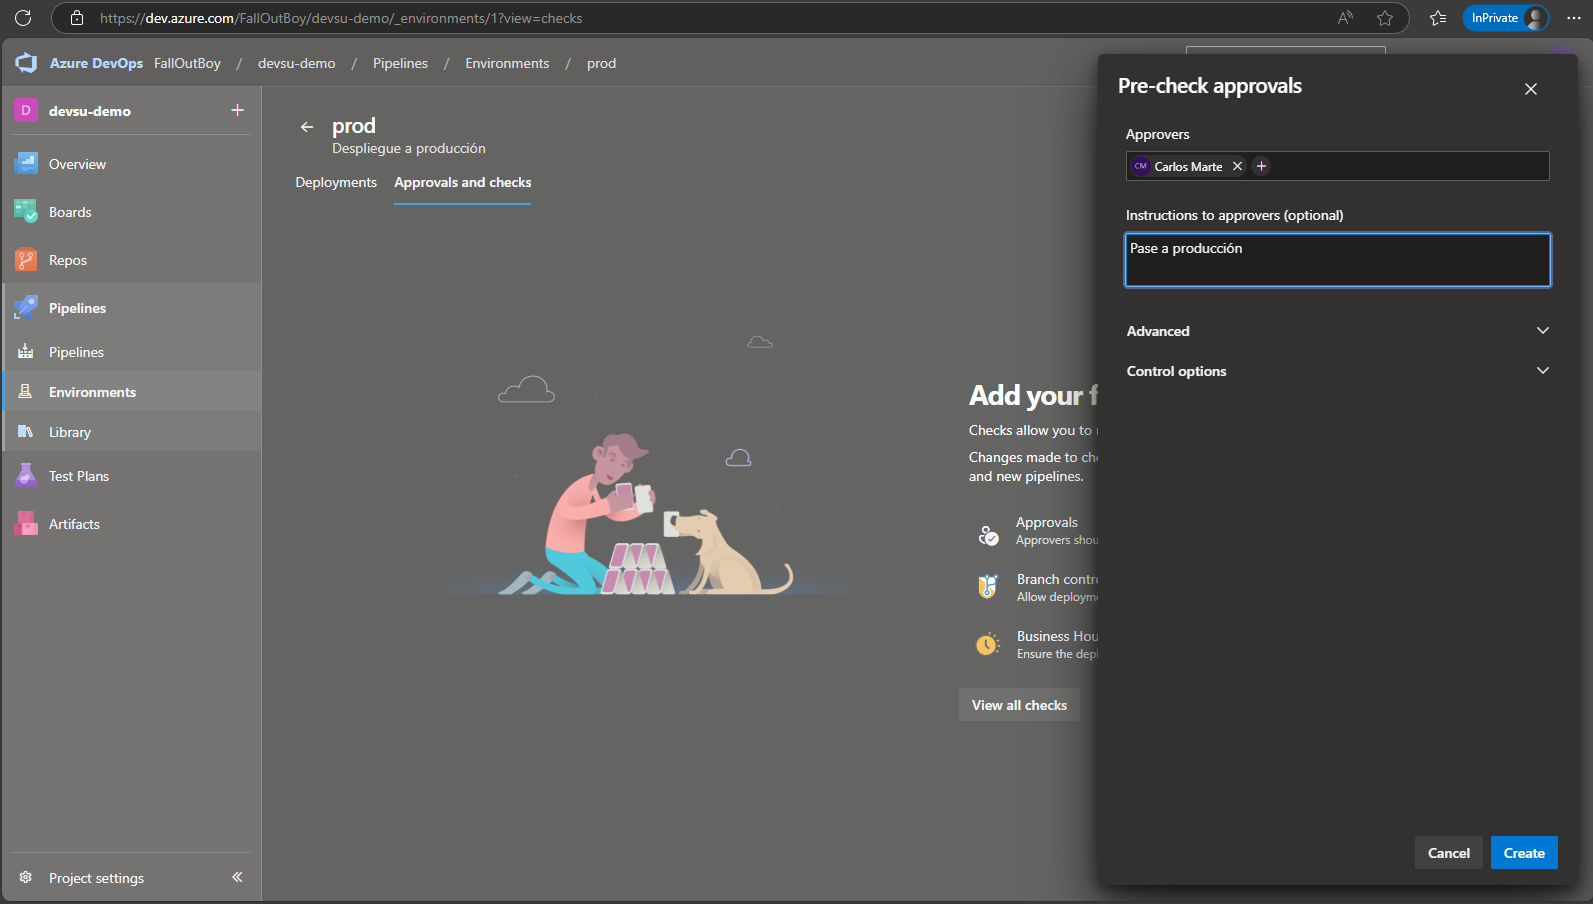 https://dev.azure.com/FallOutBoy/devsu-demo/_environments/1?view=checks
InPrivate
Azure DevOps FallOutBoy / devsu-demo / Pipelines / Environments / prod
D devsu-demo
Overview
Boards
Repos
Pipelines
Pipelines
Environments
Library
Test Plans
Artifacts
Project settings
prod
Despliegue a producción
Deployments Approvals and checks
Add your f
Checks allow you to
Changes made to che
and new pipelines.
Approvals
Approvers shou
Branch contro
Allow deployme
Business Hou
Ensure the depl
View all checks
Pre-check approvals
Approvers
CM Carlos Marte
Instructions to approvers (optional)
Pase a producción
Advanced
Control options
Cancel Create